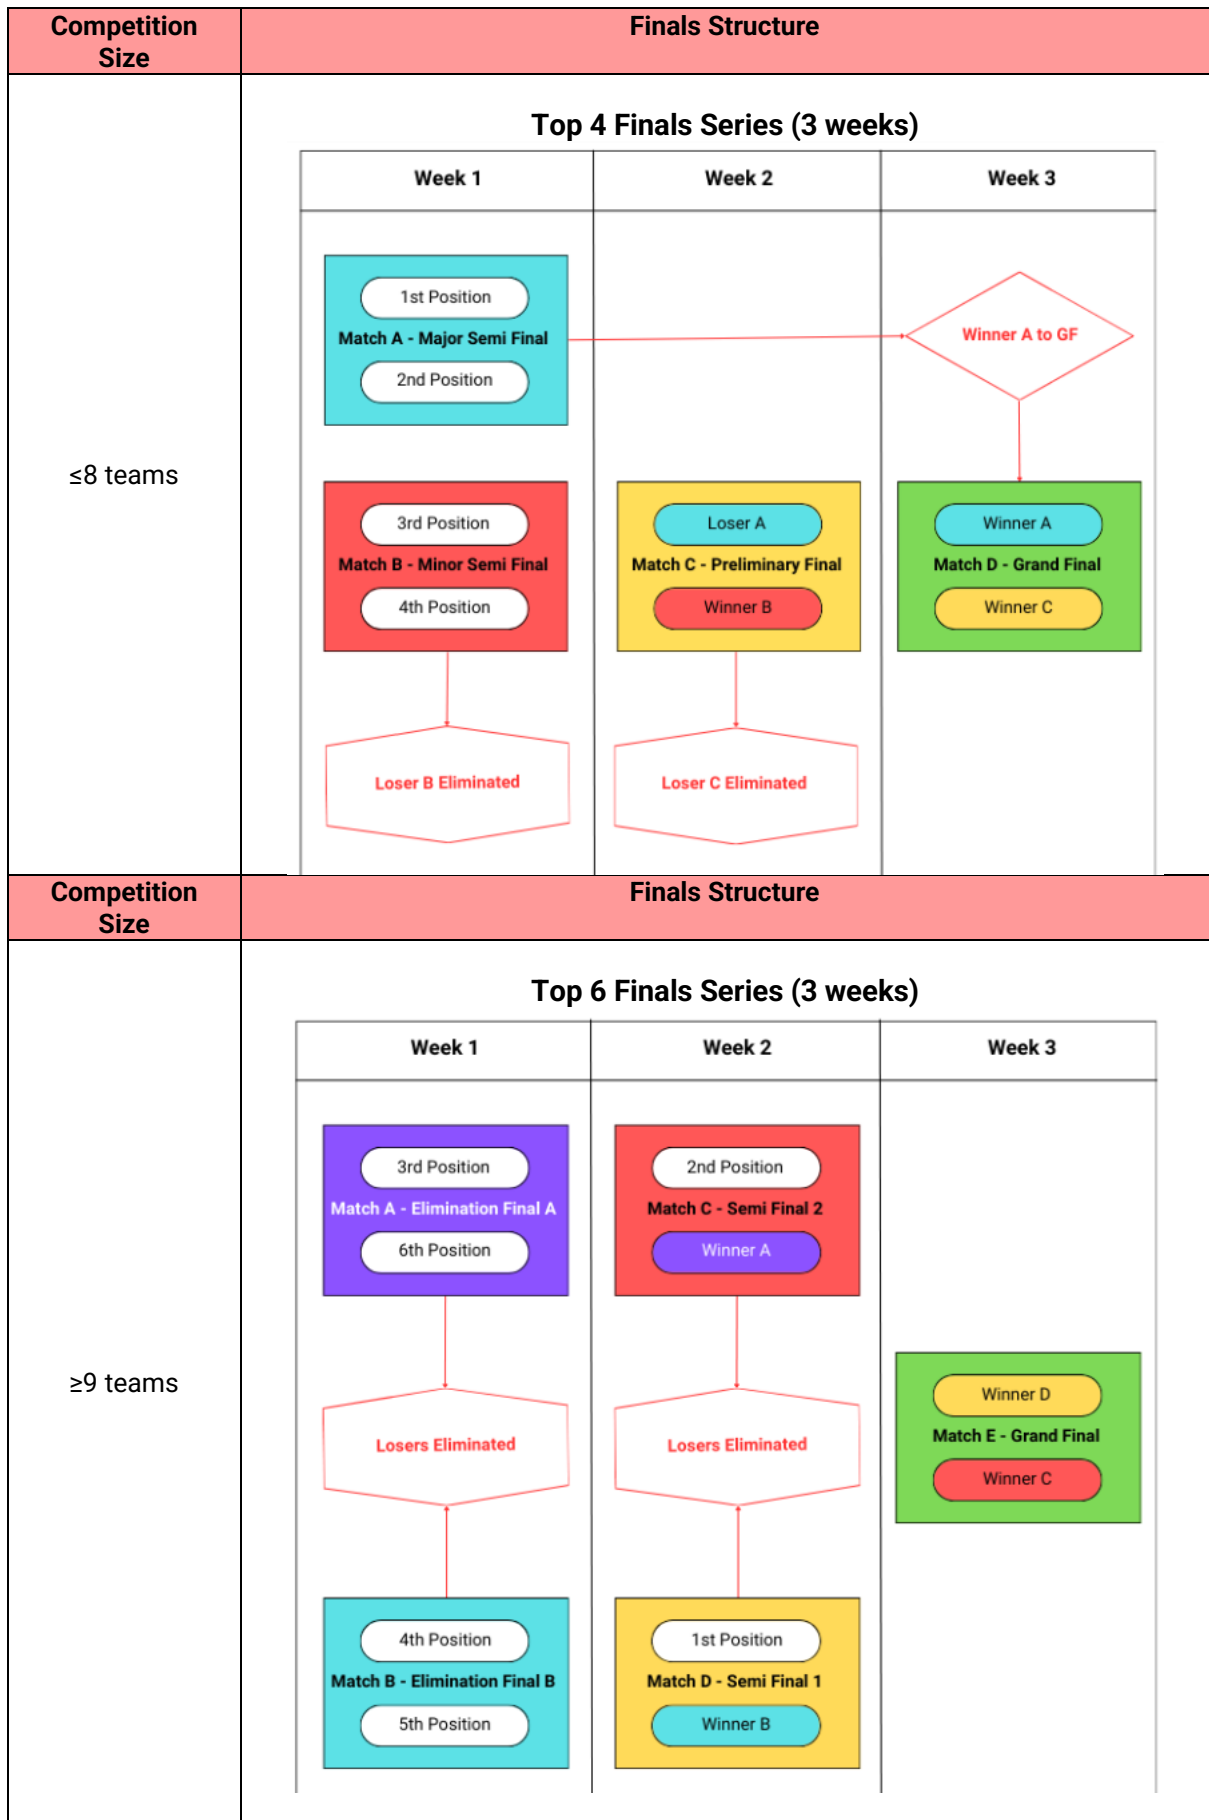 Competition
Size
Finals Structure
≤8 teams
Top 4 Finals Series (3 weeks)
Week 1
Week 2
Week 3
1st Position
Match A - Major Semi Final
2nd Position
Winner A to GF
3rd Position
Match B - Minor Semi Final
4th Position
Loser A
Match C - Preliminary Final
Winner B
Winner A
Match D - Grand Final
Winner C
Loser B Eliminated
Loser C Eliminated
Competition
Size
Finals Structure
≥9 teams
Top 6 Finals Series (3 weeks)
Week 1
Week 2
Week 3
3rd Position
Match A - Elimination Final A
6th Position
2nd Position
Match C - Semi Final 2
Winner A
Losers Eliminated
Losers Eliminated
Winner D
Match E - Grand Final
Winner C
4th Position
Match B - Elimination Final B
5th Position
1st Position
Match D - Semi Final 1
Winner B